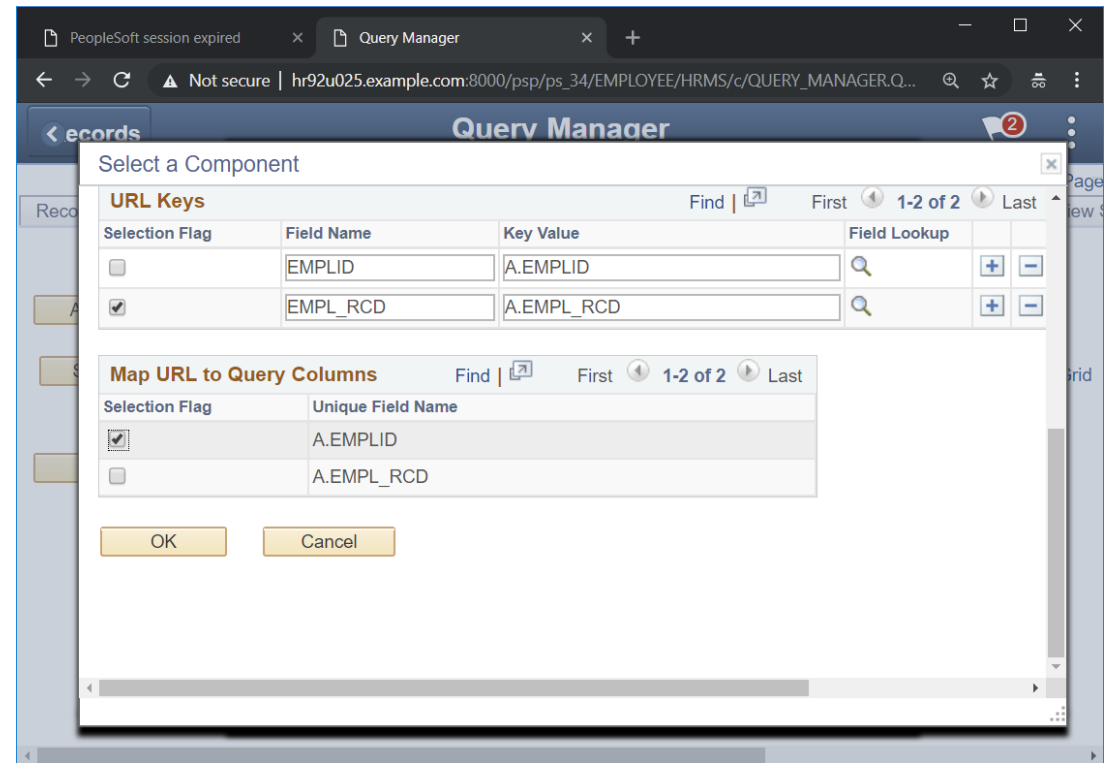 PeopleSoft session expired
Query Manager
Not secure | hr92u025.example.com:8000/psp/ps_34/EMPLOYEE/HRMS/c/QUERY_MANAGER.Q...
ecords
Query Manager
2
Select a Component
Page
Reco
URL Keys
Find |
First
1-2 of 2
Last
iew S
Selection Flag
Field Name
Key Value
Field Lookup
EMPLID
A.EMPLID
A
EMPL_RCD
A.EMPL_RCD
S
Map URL to Query Columns
Find |
First
1-2 of 2
Last
Grid
Selection Flag
Unique Field Name
A.EMPLID
A.EMPL_RCD
OK
Cancel